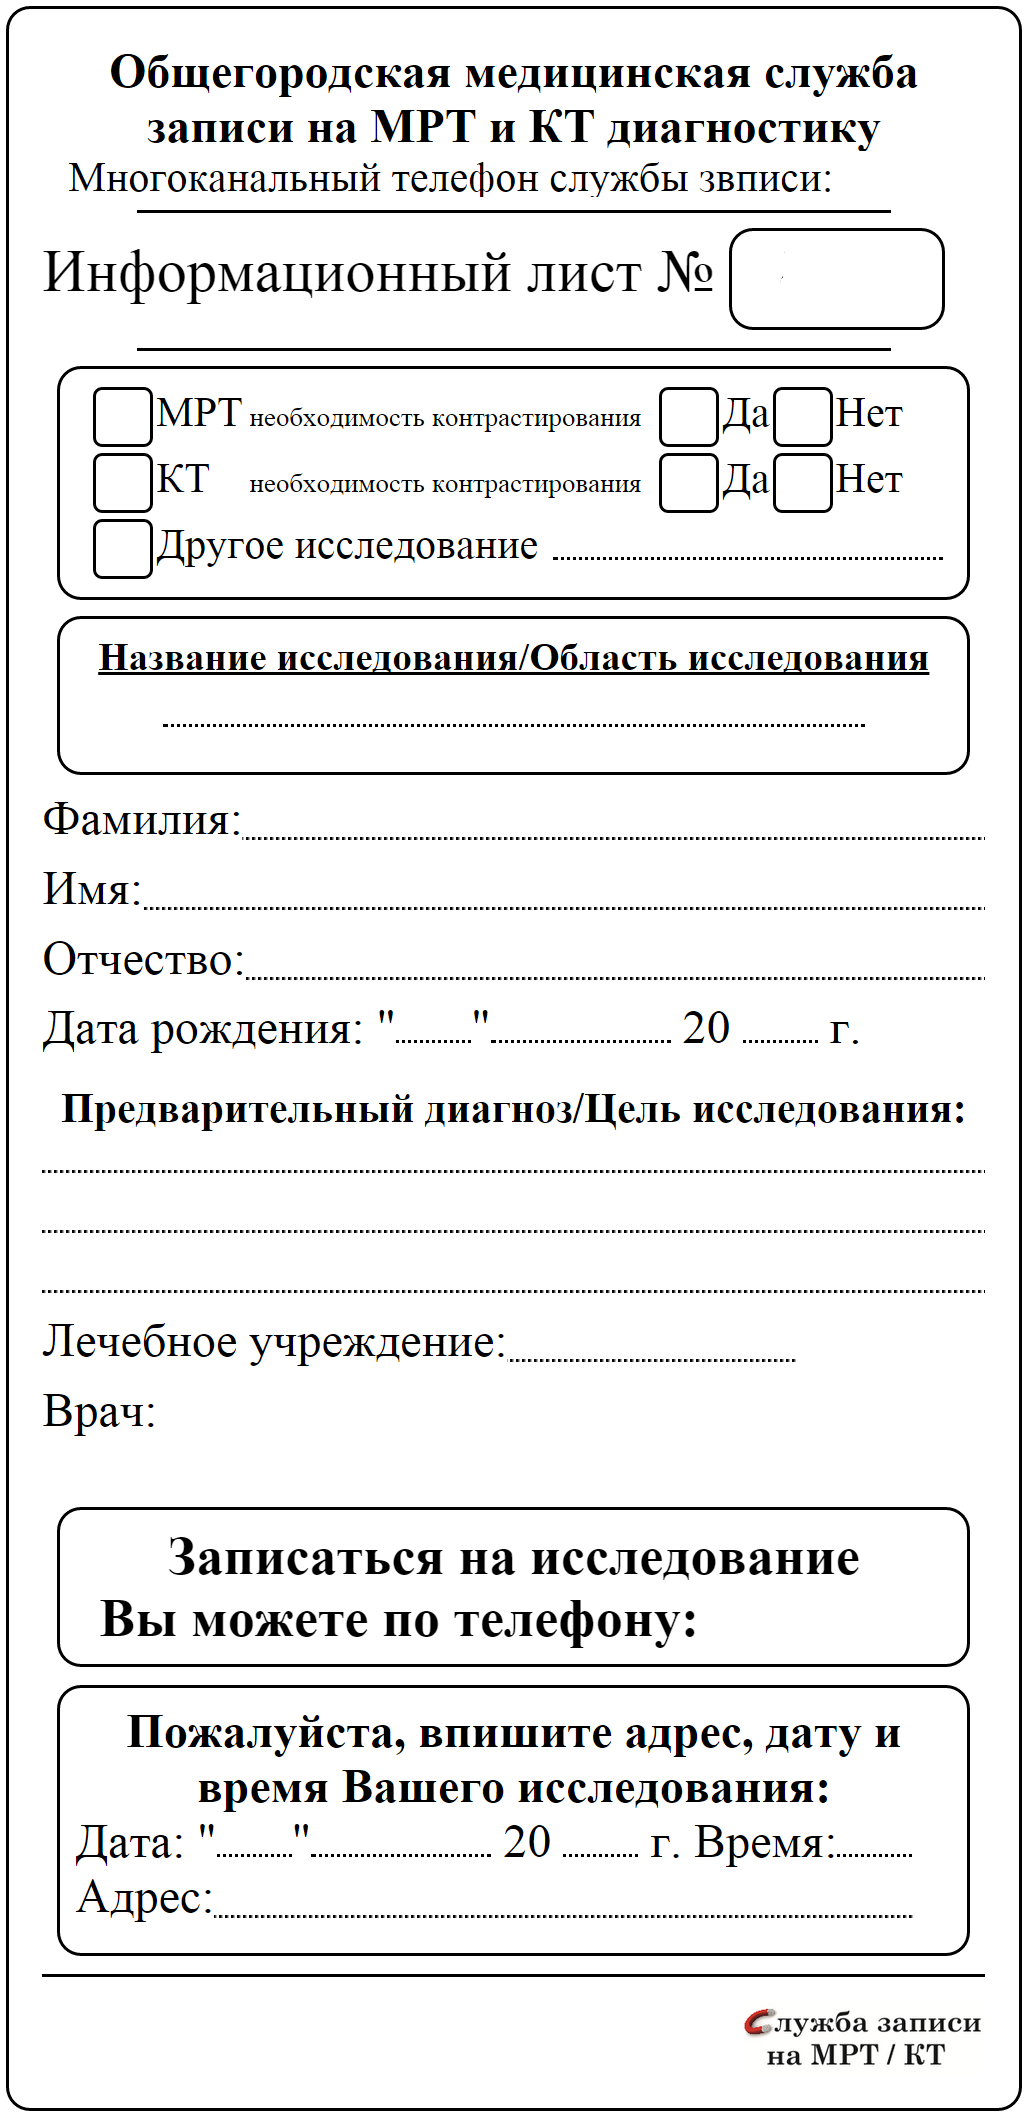 Общегородская медицинская служба
записи на МРТ и КТ диагностику
Многоканальный телефон службы звписи:
Информационный лист №
МРТ необходимость контрастирования Да Нет
КТ необходимость контрастирования Да Нет
Другое исследование
Название исследования/Область исследования
Фамилия:
Имя:
Отчество:
Дата рождения: "........".................... 20 ........ г.
Предварительный диагноз/Цель исследования:
Лечебное учреждение:
Врач:
Записаться на исследование
Вы можете по телефону:
Пожалуйста, впишите адрес, дату и
время Вашего исследования:
Дата: "........".................... 20 ........ г. Время:........
Адрес:
Служба записи
на МРТ / КТ